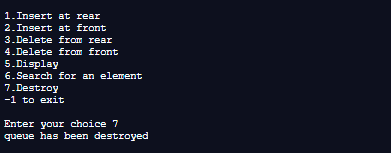 1.Insert at rear
2.Insert at front
3.Delete from rear
4.Delete from front
5.Display
6.Search for an element
7.Destroy
-1 to exit
Enter your choice 7
queue has been destroyed